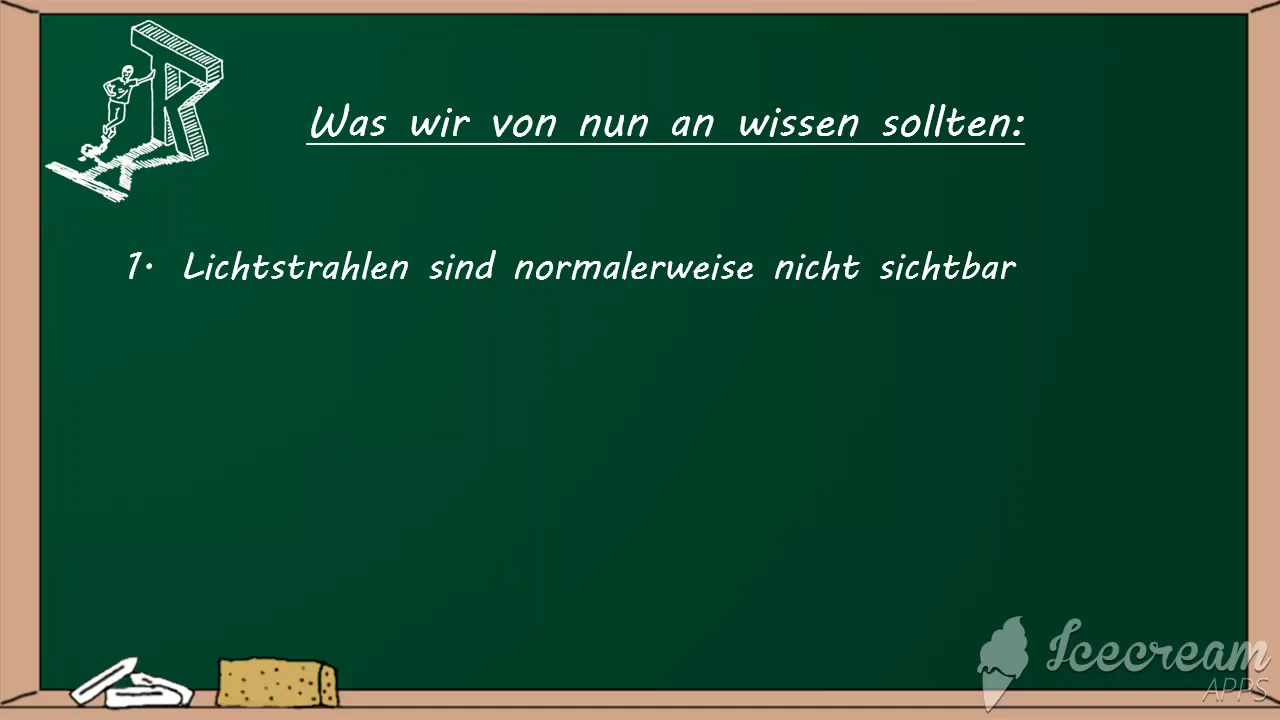 Was wir von nun an wissen sollten:
1. Lichtstrahlen sind normalerweise nicht sichtbar
Icecream
APPS